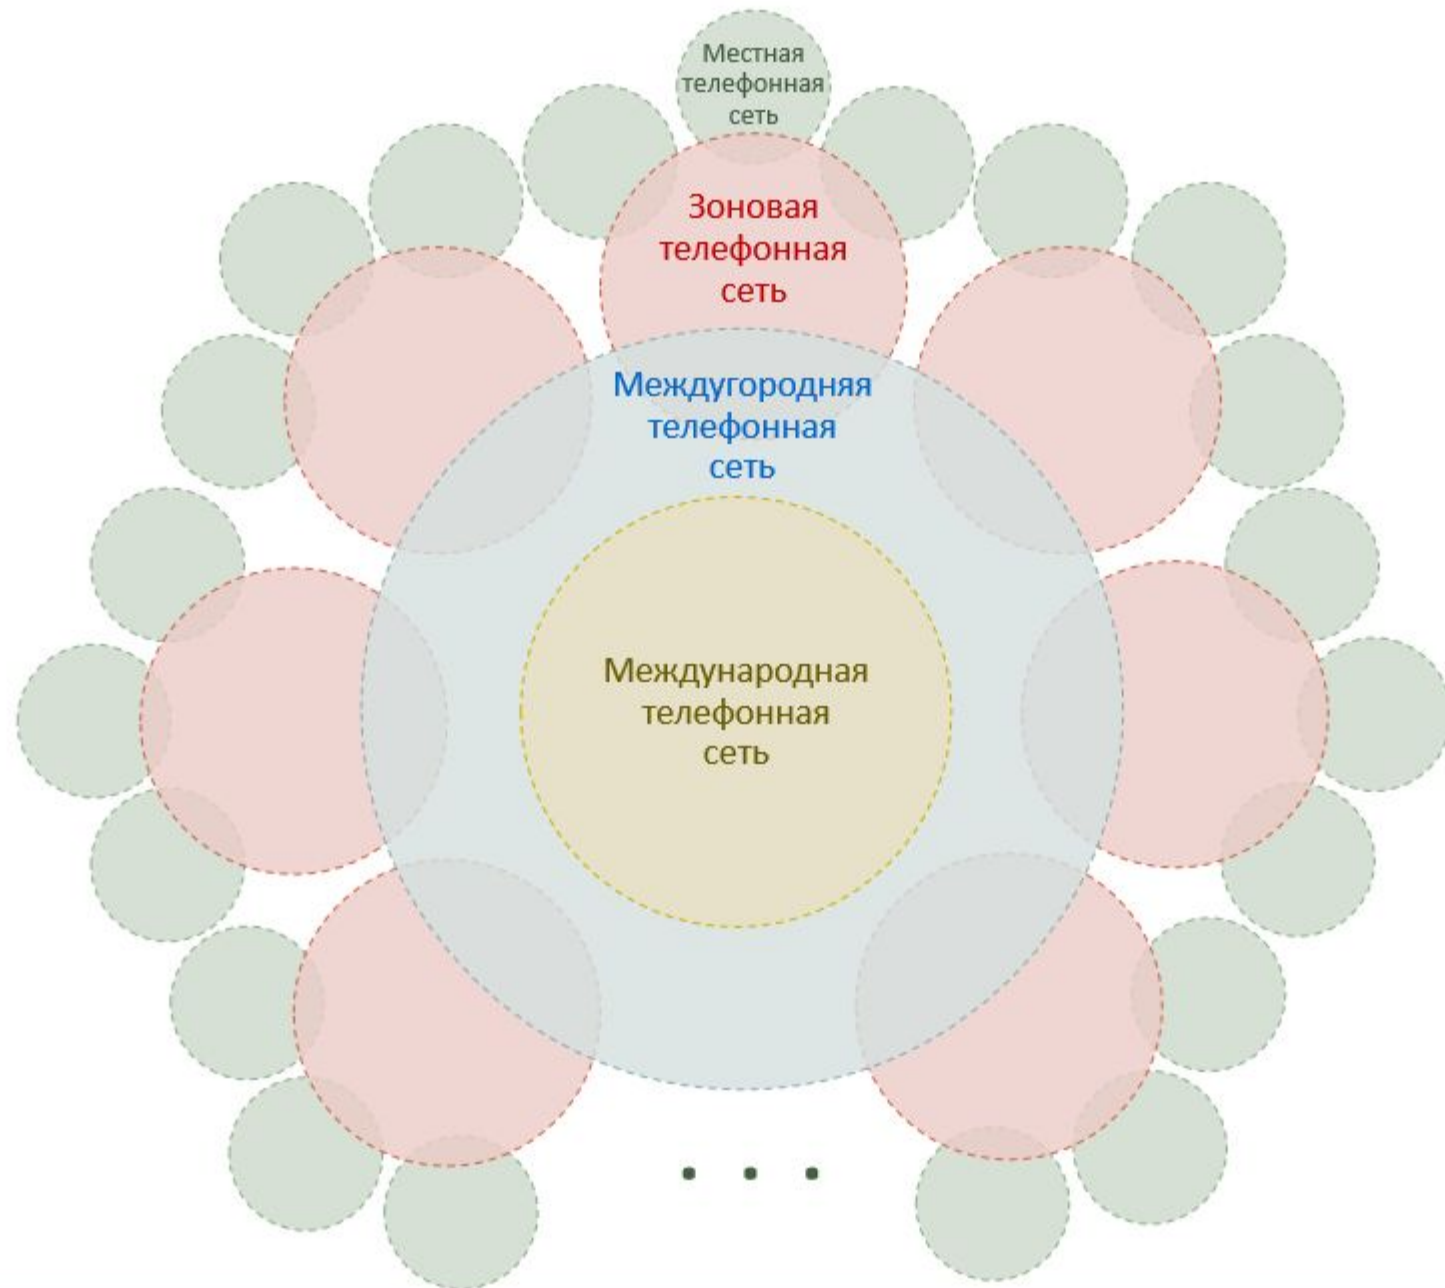 Местная
телефонная
сеть
Зоновая
телефонная
сеть
Междугородняя
телефонная
сеть
Международная
телефонная
сеть
. . .